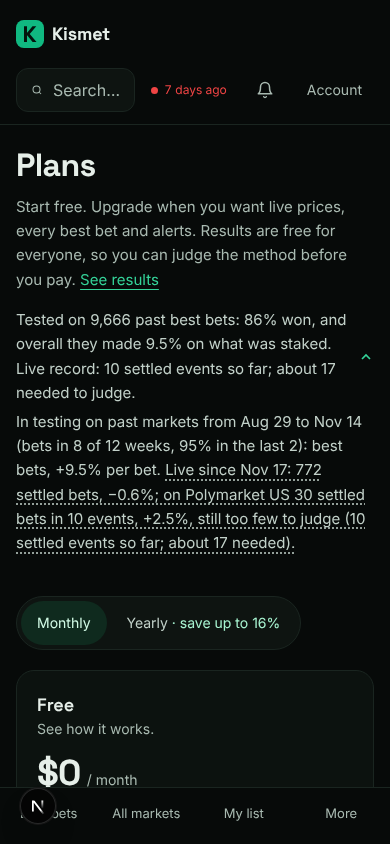 K Kismet
Search...
7 days ago
Account
Plans
Start free. Upgrade when you want live prices,
every best bet and alerts. Results are free for
everyone, so you can judge the method before
you pay. See results
Tested on 9,666 past best bets: 86% won, and
overall they made 9.5% on what was staked.
Live record: 10 settled events so far; about 17
needed to judge.
In testing on past markets from Aug 29 to Nov 14
(bets in 8 of 12 weeks, 95% in the last 2): best
bets, +9.5% per bet. Live since Nov 17: 772
settled bets, −0.6%; on Polymarket US 30 settled
bets in 10 events, +2.5%, still too few to judge (10
settled events so far; about 17 needed).
Monthly
Yearly · save up to 16%
Free
See how it works.
$0 / month
N
bets
All markets
My list
More